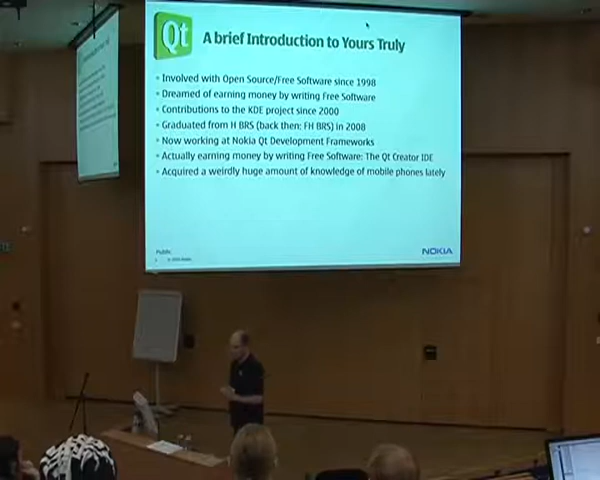 Qt
A brief Introduction to Yours Truly
• Involved with Open Source/Free Software since 1998
• Dreamed of earning money by writing Free Software
• Contributions to the KDE project since 2000
• Graduated from H BRS (back then: FH BRS) in 2008
• Now working at Nokia Qt Development Frameworks
• Actually earning money by writing Free Software: The Qt Creator IDE
• Acquired a weirdly huge amount of knowledge of mobile phones lately
Public
NOKIA